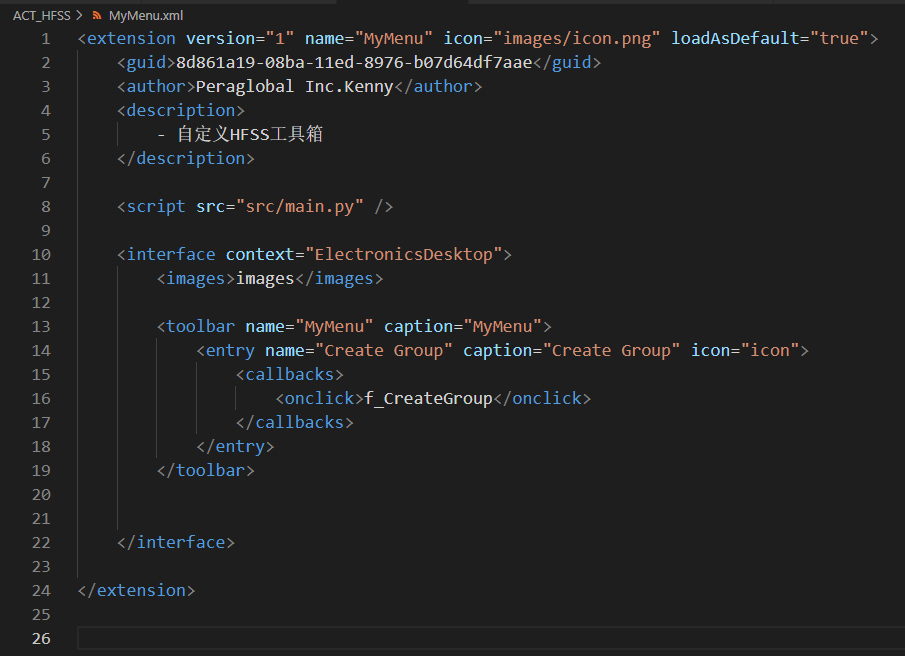 ACT_HFSS > MyMenu.xml
1 <extension version="1" name="MyMenu" icon="images/icon.png" loadAsDefault="true">
2 <guid>8d861a19-08ba-11ed-8976-b07d64df7aae</guid>
3 <author>Peraglobal Inc.Kenny</author>
4 <description>
5 - 自定义HFSS工具箱
6 </description>
7
8 <script src="src/main.py" />
9
10 <interface context="ElectronicsDesktop">
11 <images>images</images>
12
13 <toolbar name="MyMenu" caption="MyMenu">
14 <entry name="Create Group" caption="Create Group" icon="icon">
15 <callbacks>
16 <onclick>f_CreateGroup</onclick>
17 </callbacks>
18 </entry>
19 </toolbar>
20
21
22 </interface>
23
24 </extension>
25
26